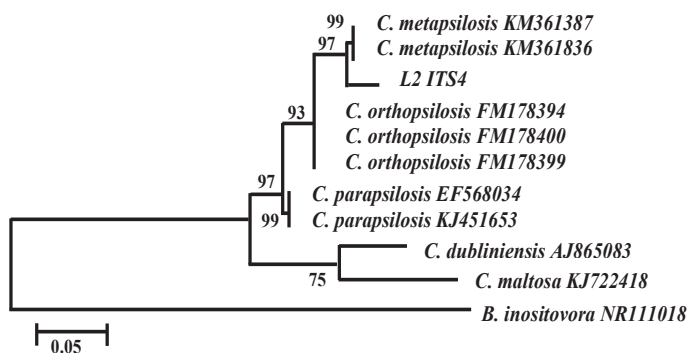 99
C. metapsilosis KM361387
97
C. metapsilosis KM361836
L2 ITS4
93
C. orthopsilosis FM178394
C. orthopsilosis FM178400
C. orthopsilosis FM178399
97
C. parapsilosis EF568034
99
C. parapsilosis KJ451653
C. dubliniensis AJ865083
75
C. maltosa KJ722418
B. inositovora NR111018
0.05